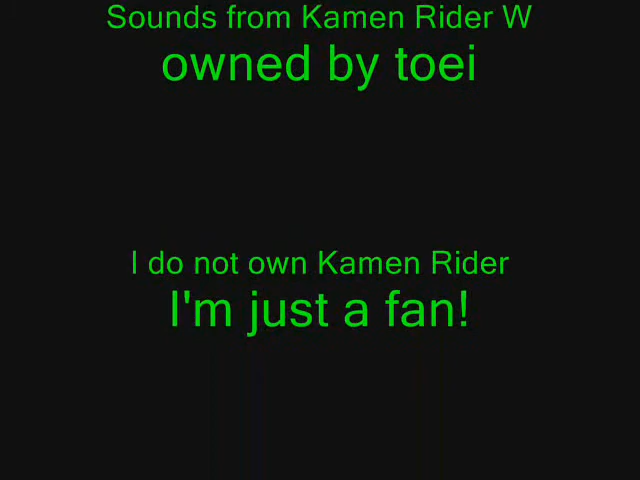 Sounds from Kamen Rider W
owned by toei
I do not own Kamen Rider
I'm just a fan!